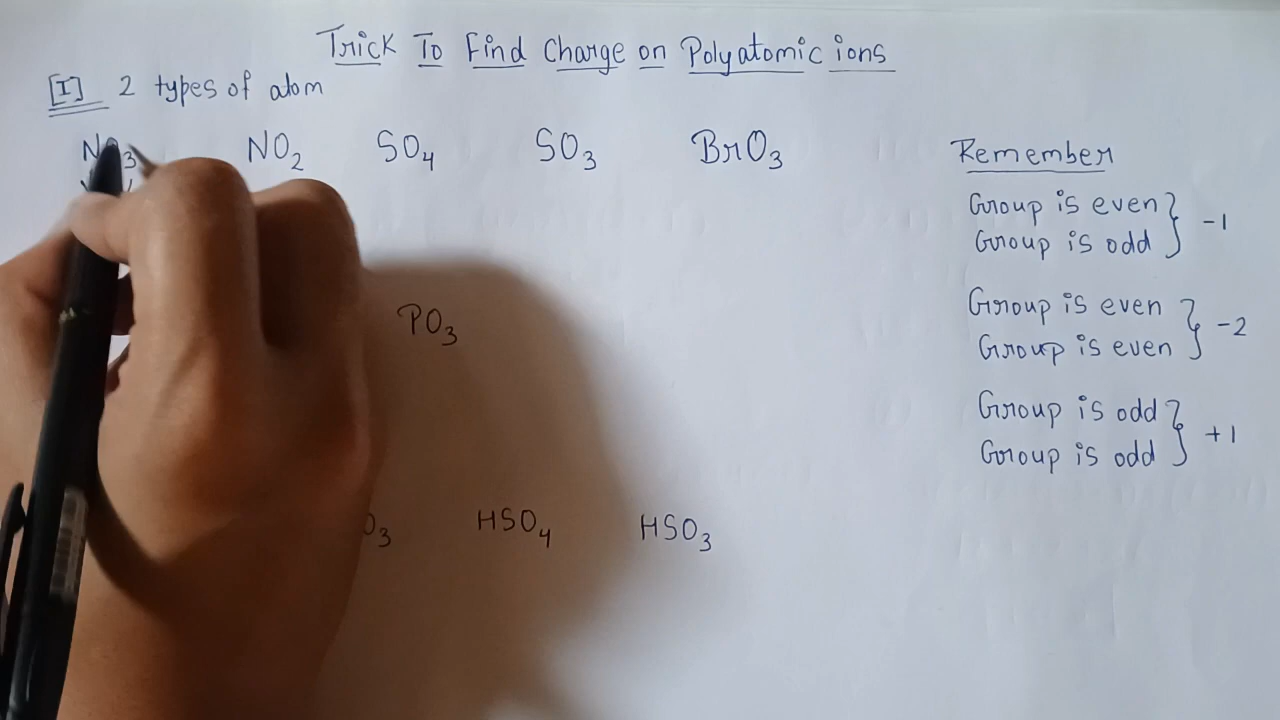 Trick To Find Charge on Polyatomic ions
[I] 2 types of atom
NO3 NO2 SO4 SO3 BrO3
Remember
Group is even
Group is odd } -1
Group is even
Group is even } -2
Group is odd
Group is odd } +1
PO3
O3 HSO4 HSO3